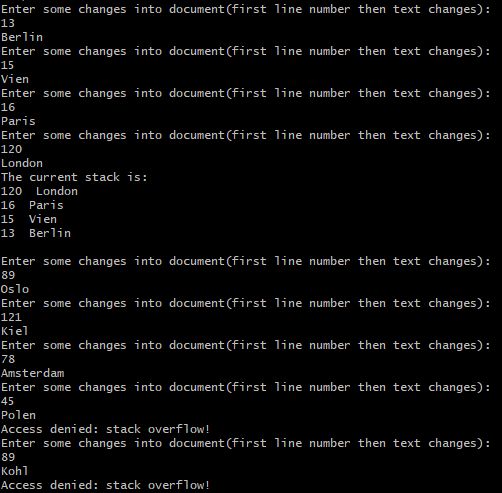 Enter some changes into document(first line number then text changes):
13
Berlin
Enter some changes into document(first line number then text changes):
15
Vien
Enter some changes into document(first line number then text changes):
16
Paris
Enter some changes into document(first line number then text changes):
120
London
The current stack is:
120  London
16  Paris
15  Vien
13  Berlin
Enter some changes into document(first line number then text changes):
89
Oslo
Enter some changes into document(first line number then text changes):
121
Kiel
Enter some changes into document(first line number then text changes):
78
Amsterdam
Enter some changes into document(first line number then text changes):
45
Polen
Access denied: stack overflow!
Enter some changes into document(first line number then text changes):
89
Kohl
Access denied: stack overflow!